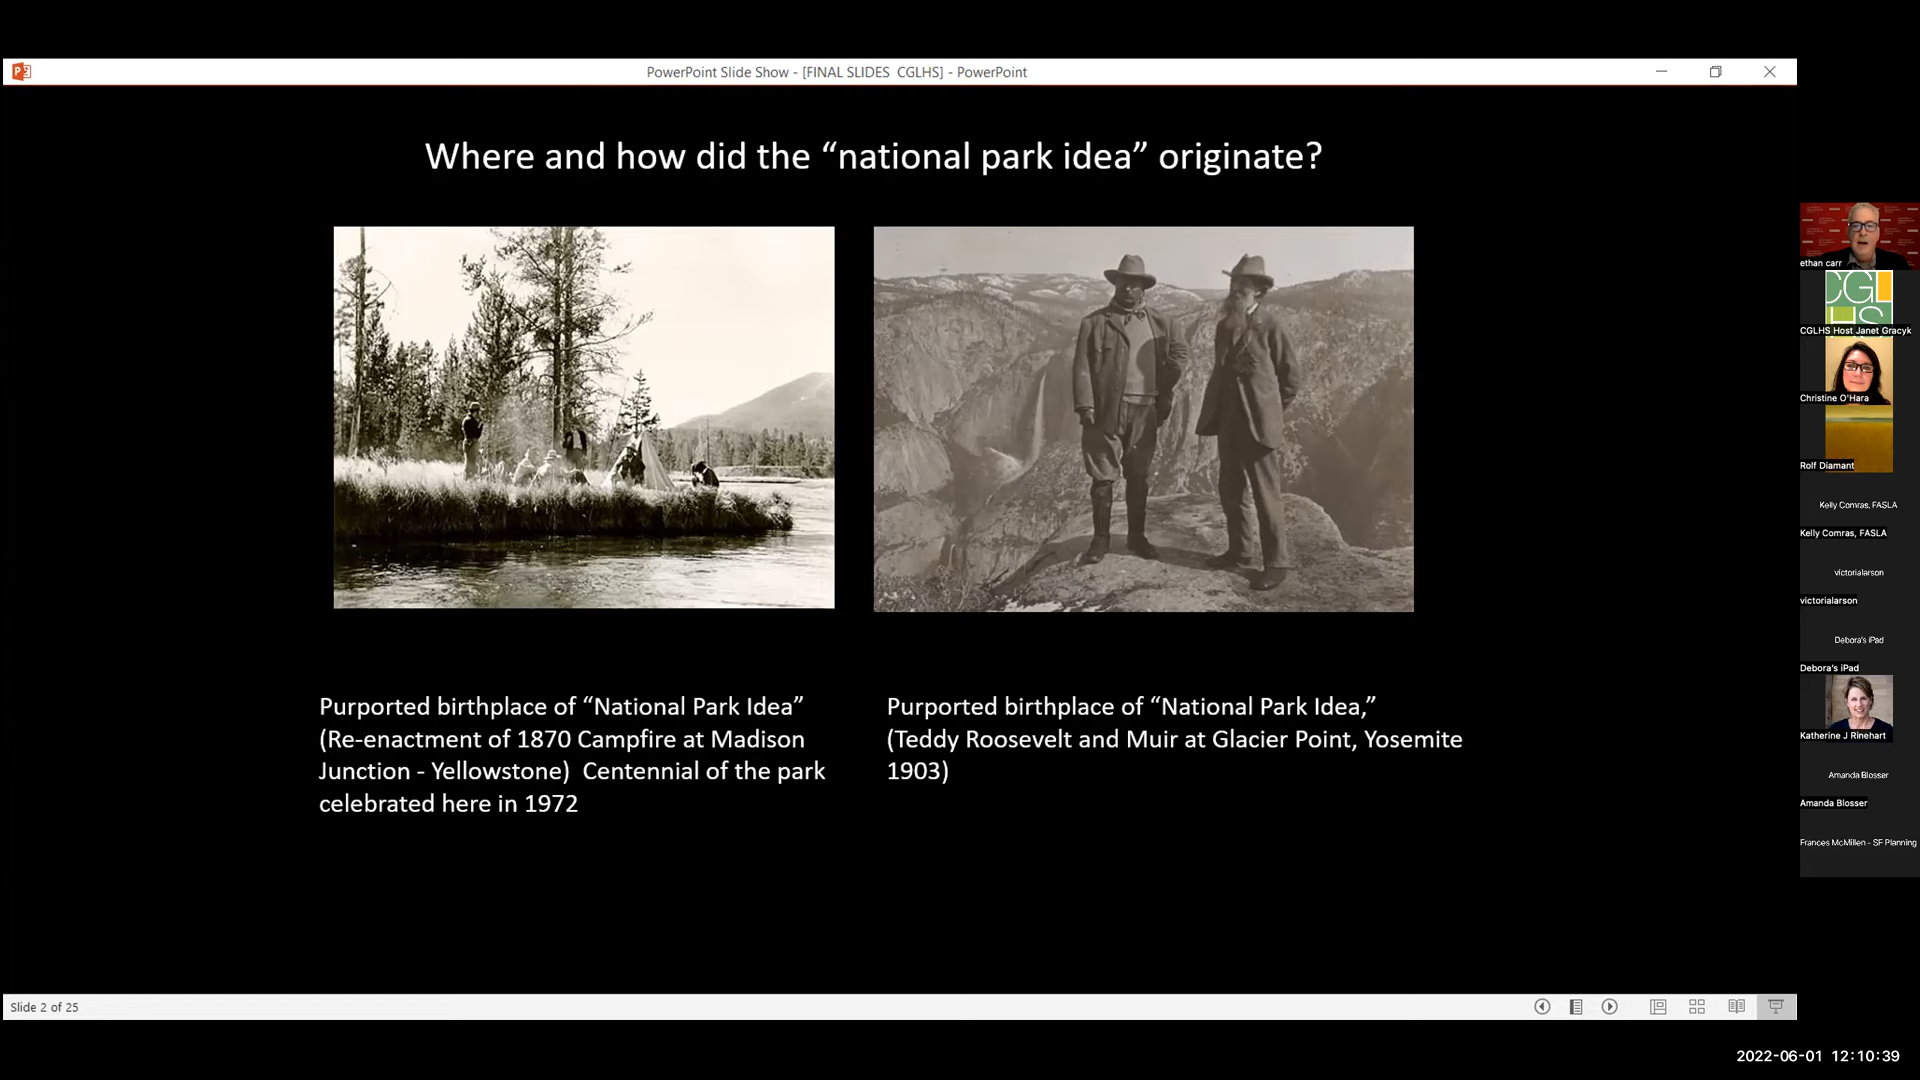 PowerPoint Slide Show - [FINAL SLIDES CGLHS] - PowerPoint
Where and how did the “national park idea” originate?
Purported birthplace of “National Park Idea”
(Re-enactment of 1870 Campfire at Madison
Junction - Yellowstone) Centennial of the park
celebrated here in 1972
Purported birthplace of “National Park Idea,”
(Teddy Roosevelt and Muir at Glacier Point, Yosemite
1903)
ethan carr
CGL
HS
CGLHS Host Janet Gracyk
Christine O'Hara
Rolf Diamant
Kelly Comras, FASLA
Kelly Comras, FASLA
victorialarson
victorialarson
Debora's iPad
Debora's iPad
Katherine J Rinehart
Amanda Blosser
Amanda Blosser
Frances McMillen - SF Planning
Slide 2 of 25
2022-06-01 12:10:39